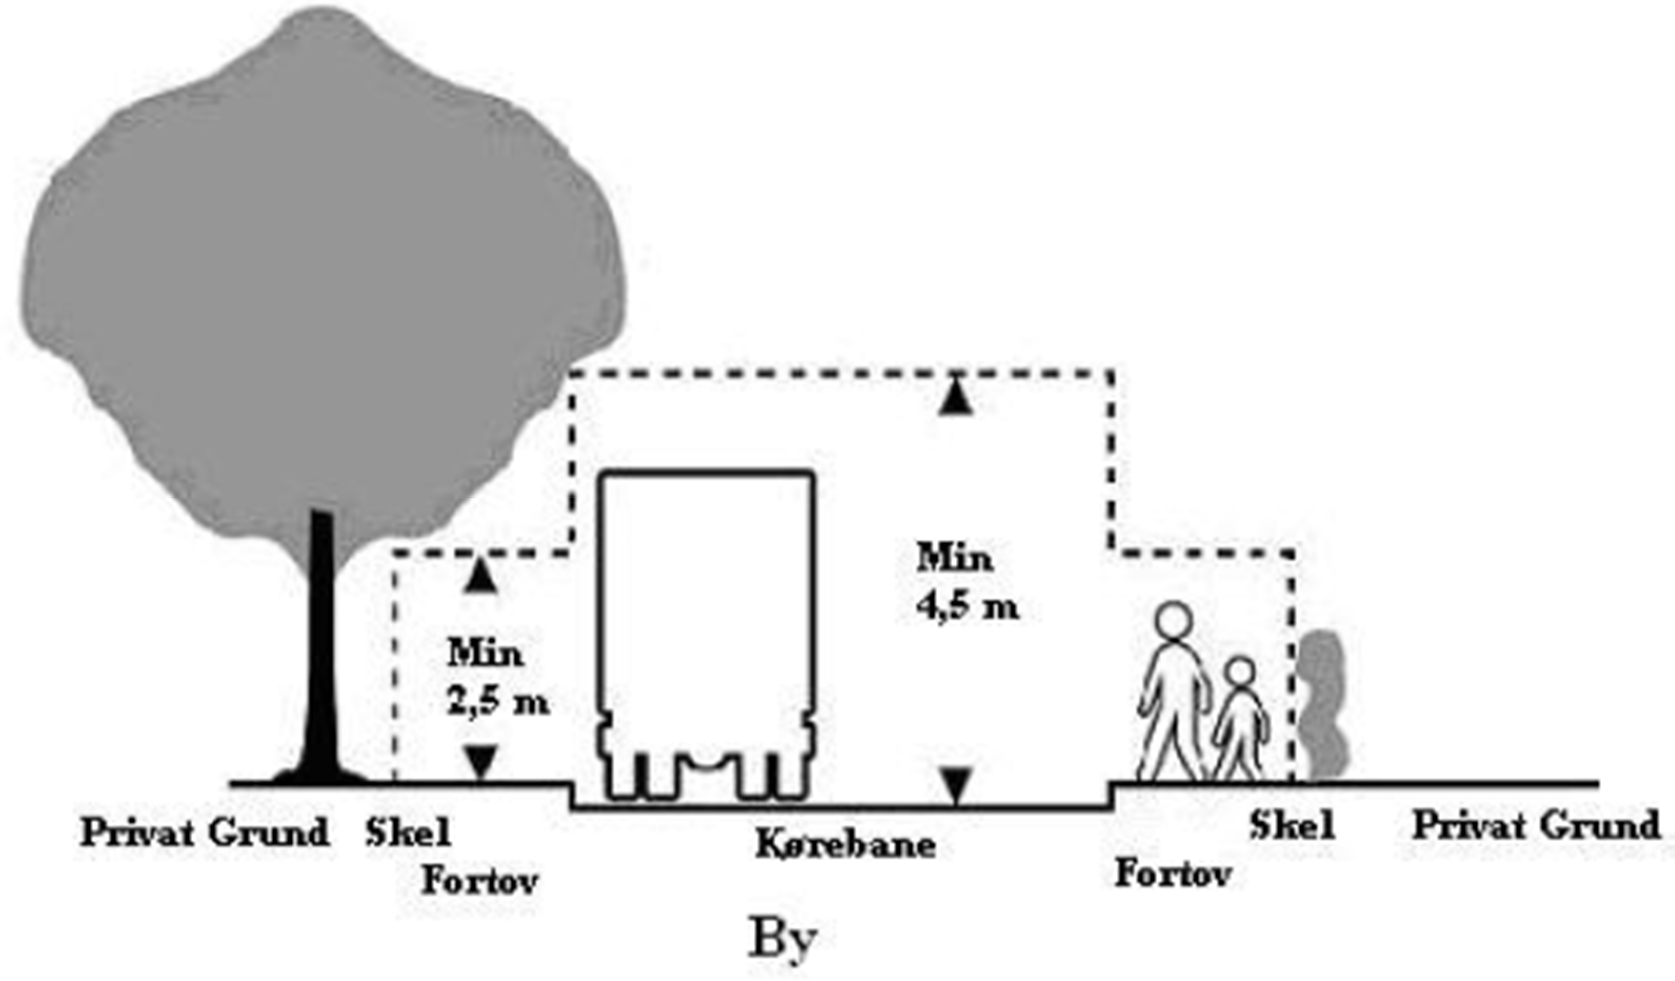 Min
4,5 m
Min
2,5 m
Privat Grund
Skel
Fortov
Kørebane
Fortov
Skel
Privat Grund
By